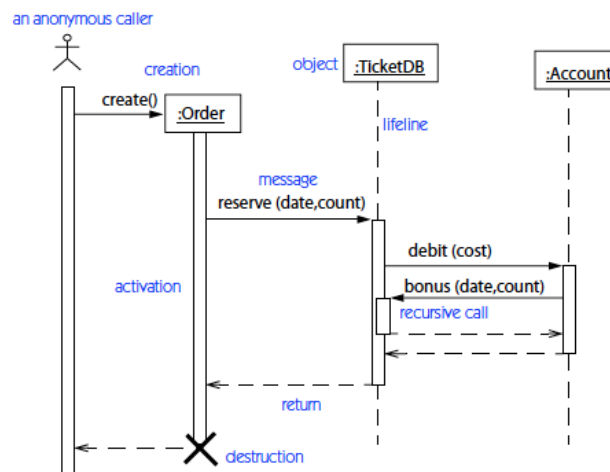 an anonymous caller
creation
object
:TicketDB
:Account
create()
:Order
lifeline
message
reserve (date,count)
debit (cost)
activation
bonus (date,count)
recursive call
return
destruction